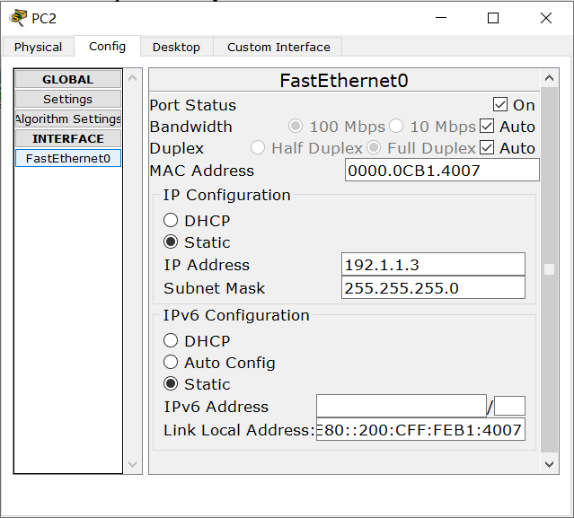 PC2
Physical Config Desktop Custom Interface
GLOBAL
Settings
Algorithm Settings
INTERFACE
FastEthernet0
FastEthernet0
Port Status On
Bandwidth 100 Mbps 10 Mbps Auto
Duplex Half Duplex Full Duplex Auto
MAC Address 0000.0CB1.4007
IP Configuration
DHCP
Static
IP Address 192.1.1.3
Subnet Mask 255.255.255.0
IPv6 Configuration
DHCP
Auto Config
Static
IPv6 Address /
Link Local Address: E80::200:CFF:FEB1:4007